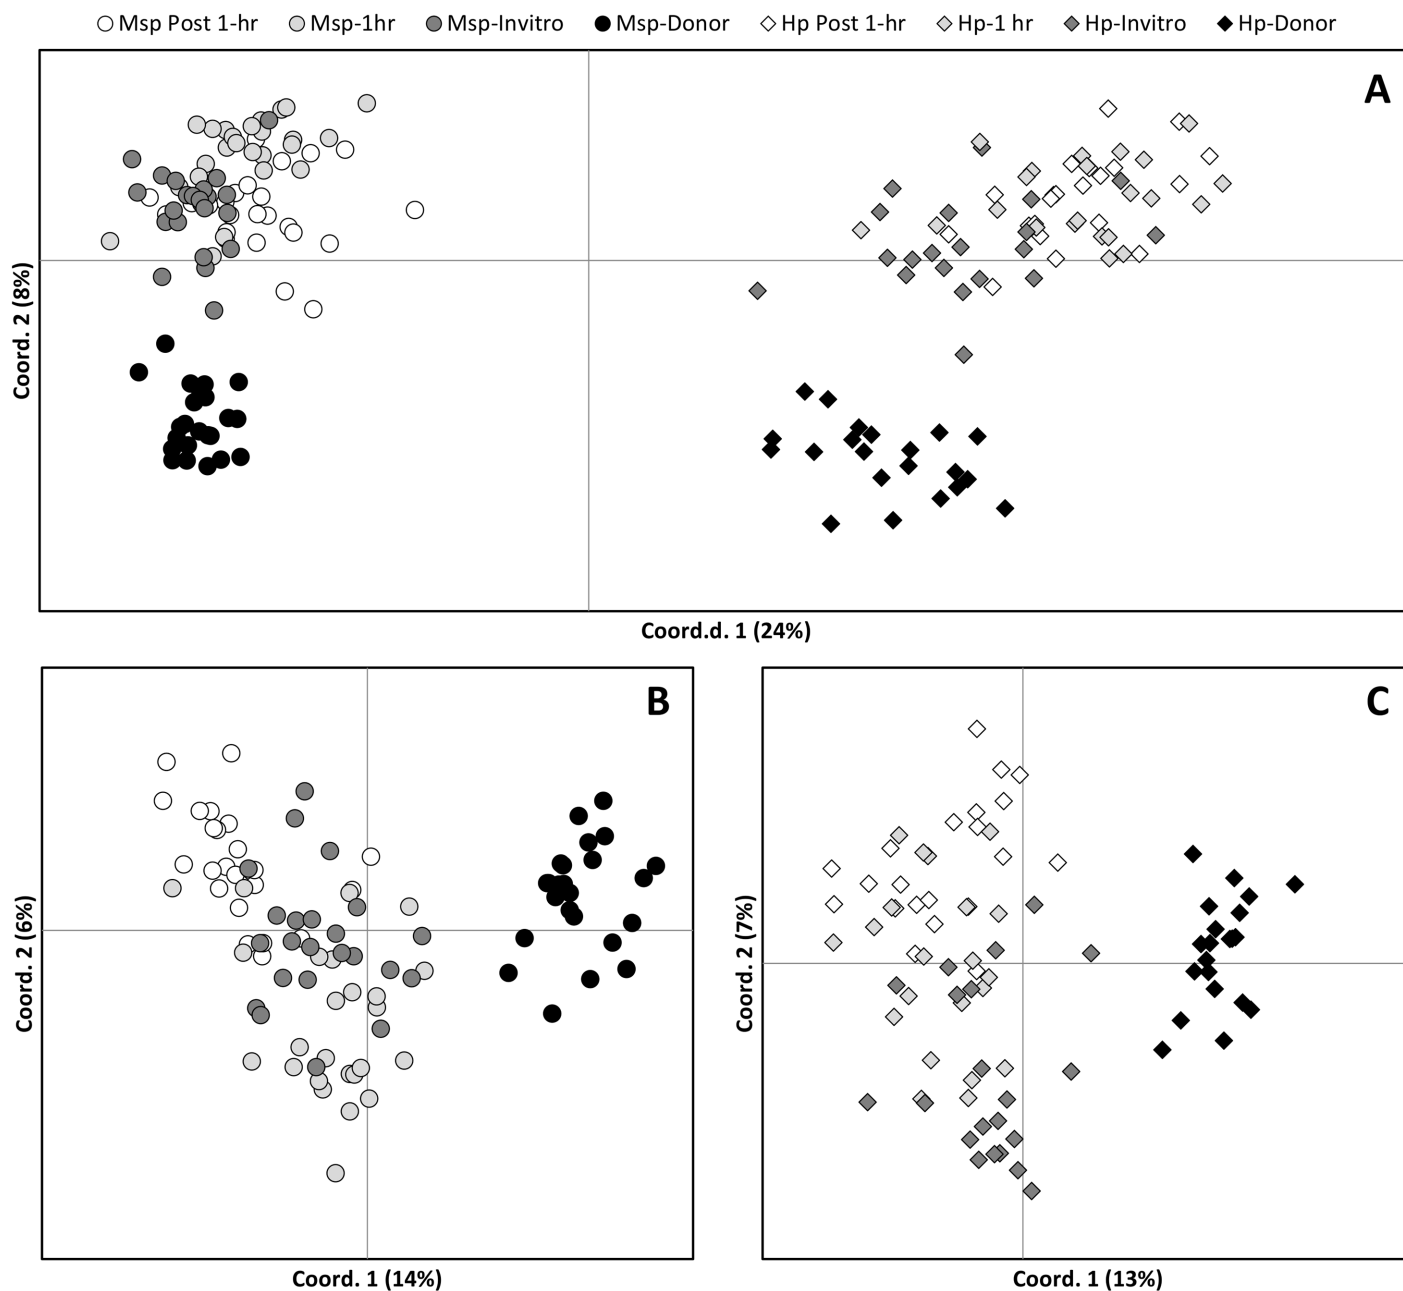 Msp Post 1-hr Msp-1hr Msp-Invitro Msp-Donor Hp Post 1-hr Hp-1 hr Hp-Invitro Hp-Donor
A
Coord. 2 (8%)
Coord.d. 1 (24%)
B
Coord. 2 (6%)
Coord. 1 (14%)
C
Coord. 2 (7%)
Coord. 1 (13%)